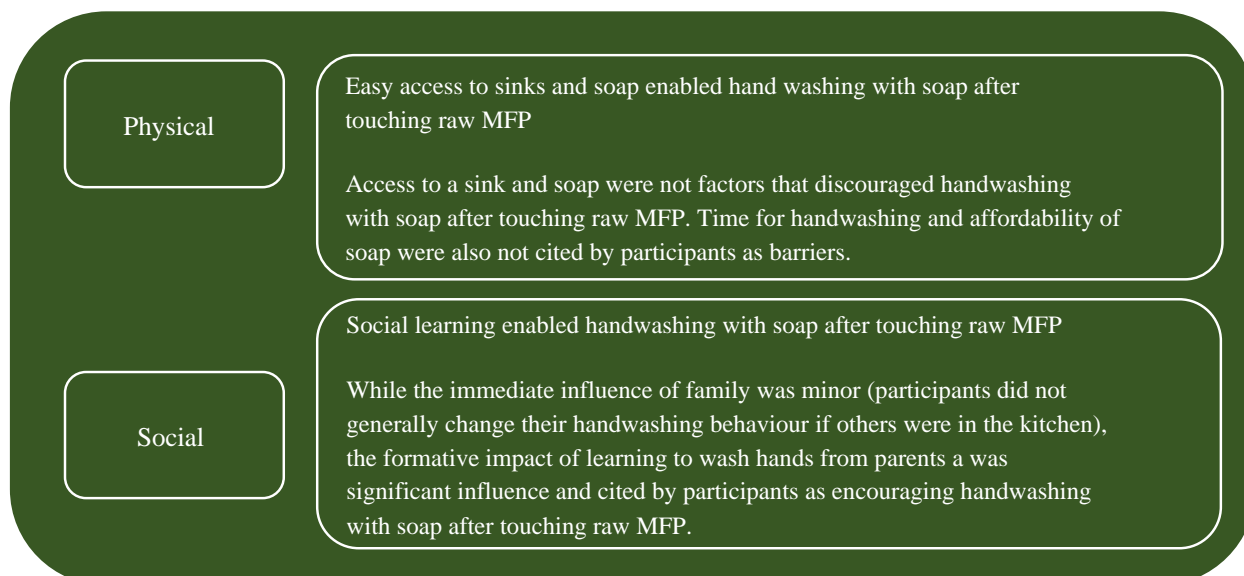 Physical
Easy access to sinks and soap enabled hand washing with soap after
touching raw MFP
Access to a sink and soap were not factors that discouraged handwashing
with soap after touching raw MFP. Time for handwashing and affordability of
soap were also not cited by participants as barriers.
Social
Social learning enabled handwashing with soap after touching raw MFP
While the immediate influence of family was minor (participants did not
generally change their handwashing behaviour if others were in the kitchen),
the formative impact of learning to wash hands from parents a was
significant influence and cited by participants as encouraging handwashing
with soap after touching raw MFP.